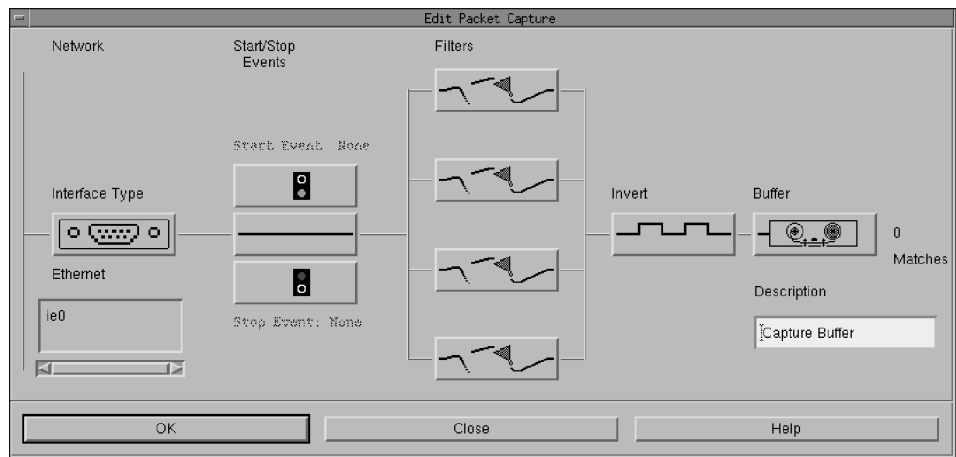 Edit Packet Capture
Network
Start/Stop
Events
Filters
Start Event None
Interface Type
Invert
Buffer
0
Matches
Ethernet
ie0
Stop Event: None
Description
Capture Buffer
OK
Close
Help